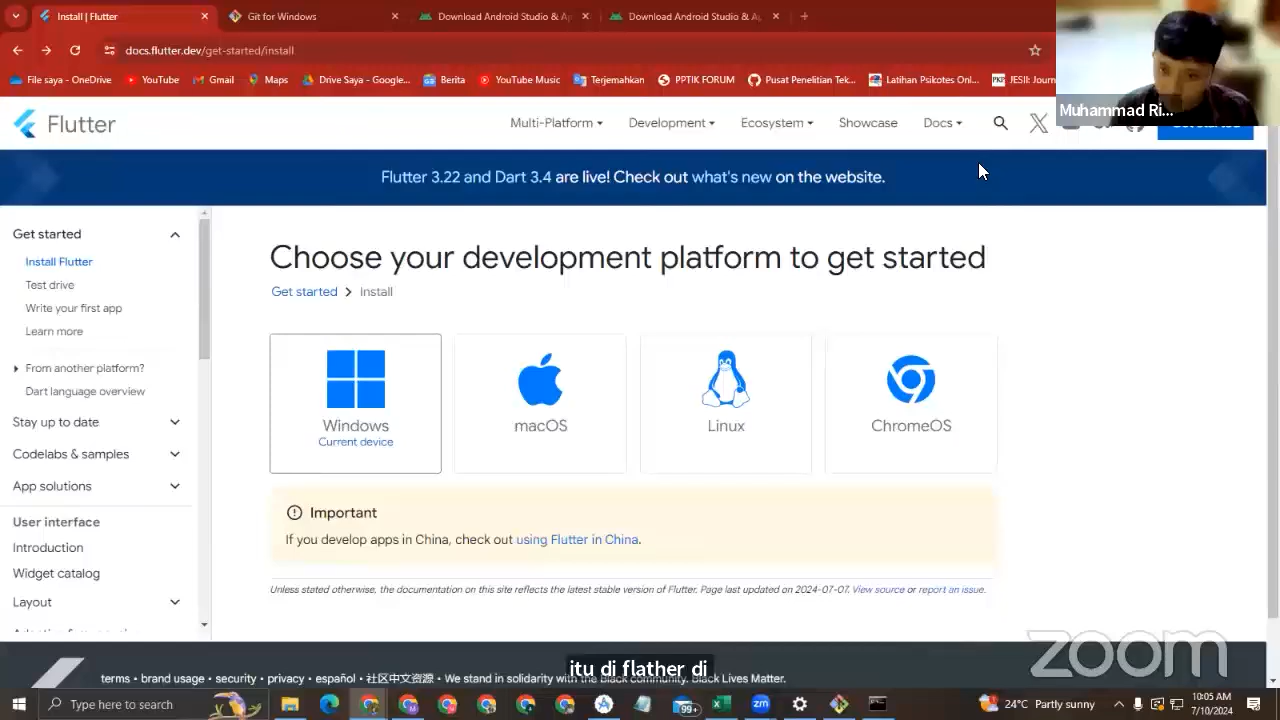 Install | Flutter
Git for Windows
Download Android Studio & Ap
Download Android Studio & Ap
docs.flutter.dev/get-started/install
File saya - OneDrive
YouTube
Gmail
Maps
Drive Saya - Google...
Berita
YouTube Music
Terjemahkan
PPTIK FORUM
Pusat Penelitian Tek...
Latihan Psikotes Onl...
JESII: Journ
Muhammad Ri...
Flutter
Multi-Platform
Development
Ecosystem
Showcase
Docs
Flutter 3.22 and Dart 3.4 are live! Check out what's new on the website.
Get started
Install Flutter
Test drive
Write your first app
Learn more
From another platform?
Dart language overview
Stay up to date
Codelabs & samples
App solutions
User interface
Introduction
Widget catalog
Layout
Choose your development platform to get started
Get started > Install
Windows
Current device
macOS
Linux
ChromeOS
Important
If you develop apps in China, check out using Flutter in China.
Unless stated otherwise, the documentation on this site reflects the latest stable version of Flutter. Page last updated on 2024-07-07. View source or report an issue.
zoom
itu di flather di
terms • brand usage • security • privacy • español • 社区中文资源 • We stand in solidarity with the Black community. Black Lives Matter.
Type here to search
99+
zm
24°C Partly sunny
10:05 AM
7/10/2024